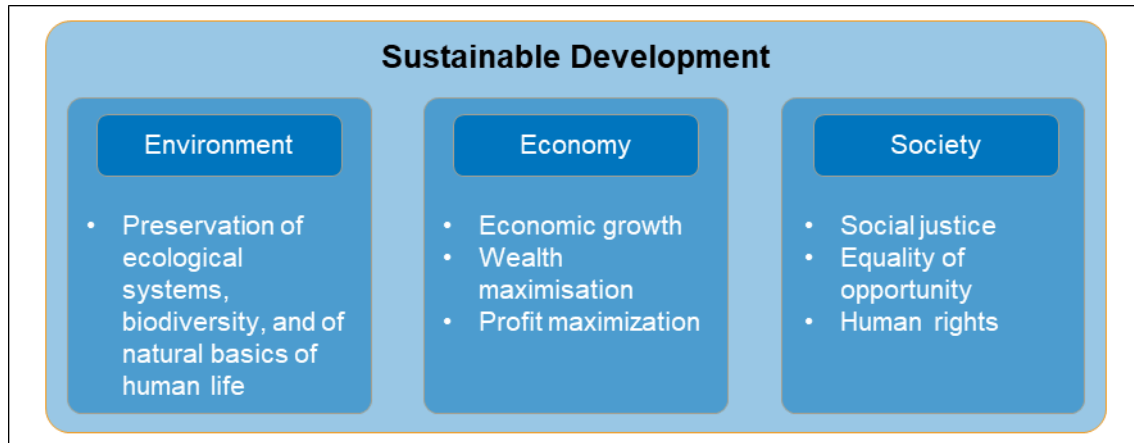 Sustainable Development
Environment
• Preservation of
ecological
systems,
biodiversity, and of
natural basics of
human life
Economy
• Economic growth
• Wealth
maximisation
• Profit maximization
Society
• Social justice
• Equality of
opportunity
• Human rights